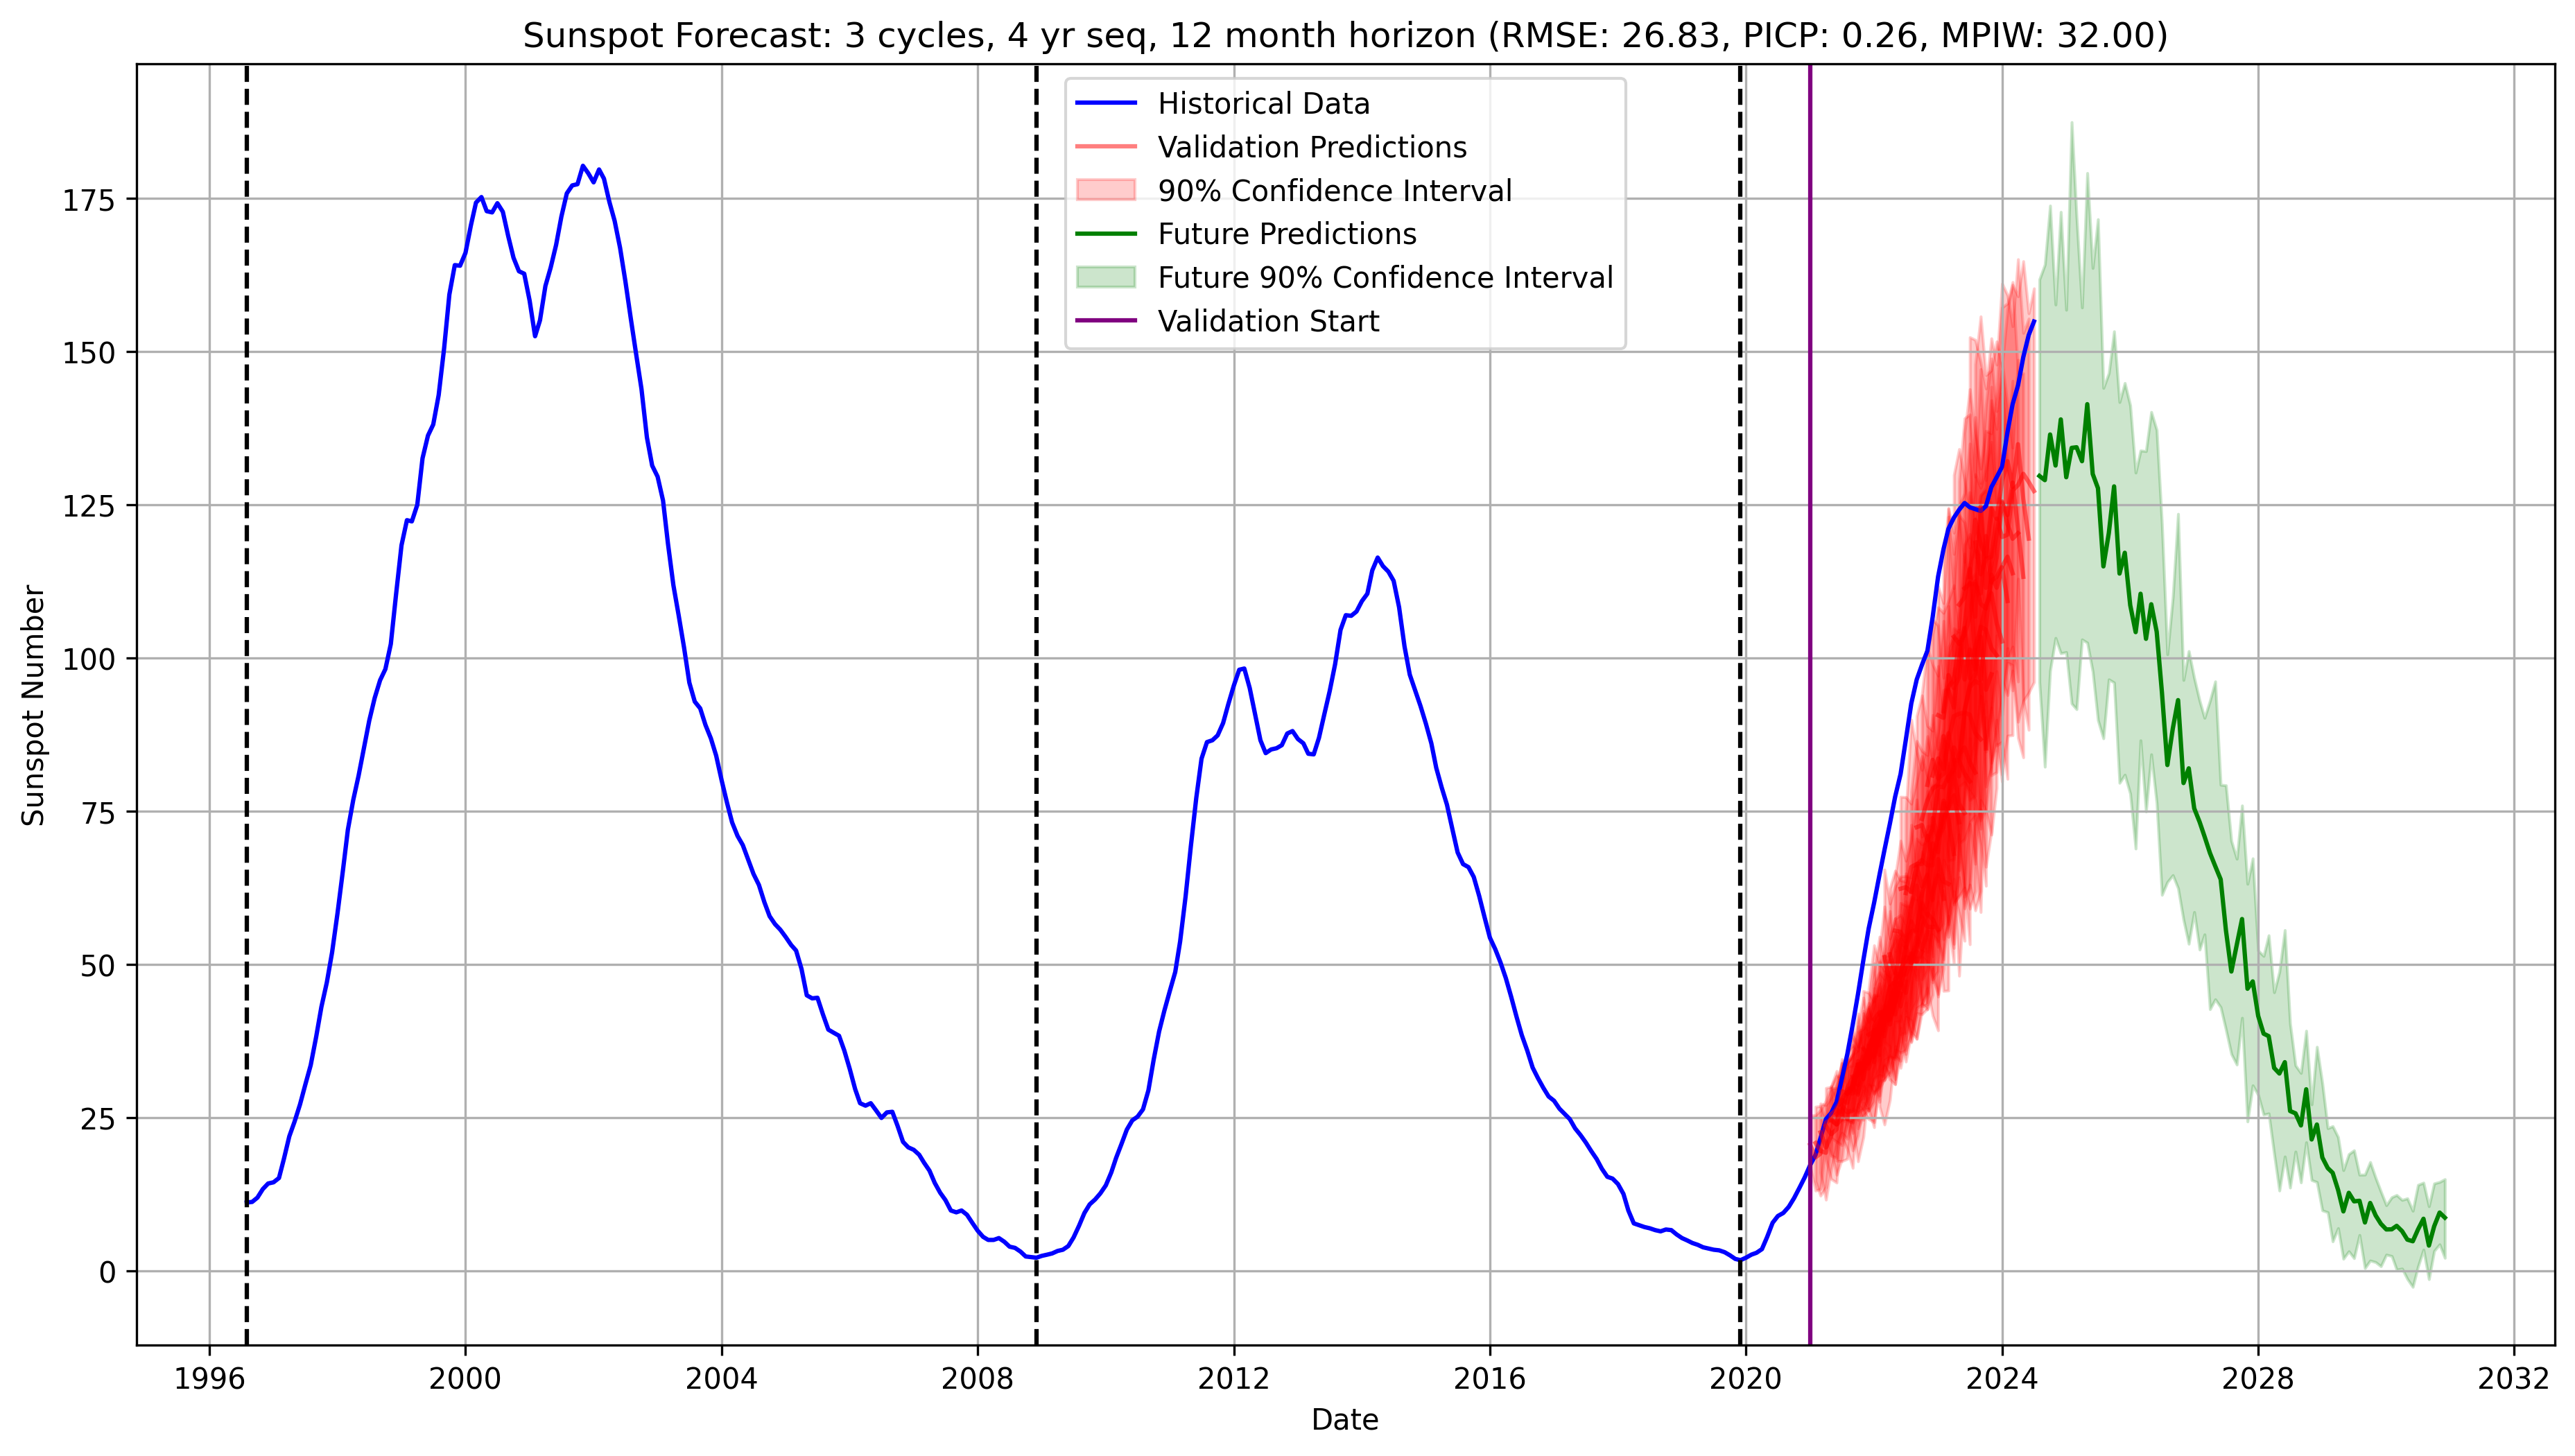 Sunspot Forecast: 3 cycles, 4 yr seq, 12 month horizon (RMSE: 26.83, PICP: 0.26, MPIW: 32.00)
Historical Data
Validation Predictions
90% Confidence Interval
Future Predictions
Future 90% Confidence Interval
Validation Start
Sunspot Number
175
150
125
100
75
50
25
0
1996 2000 2004 2008 2012 2016 2020 2024 2028 2032
Date